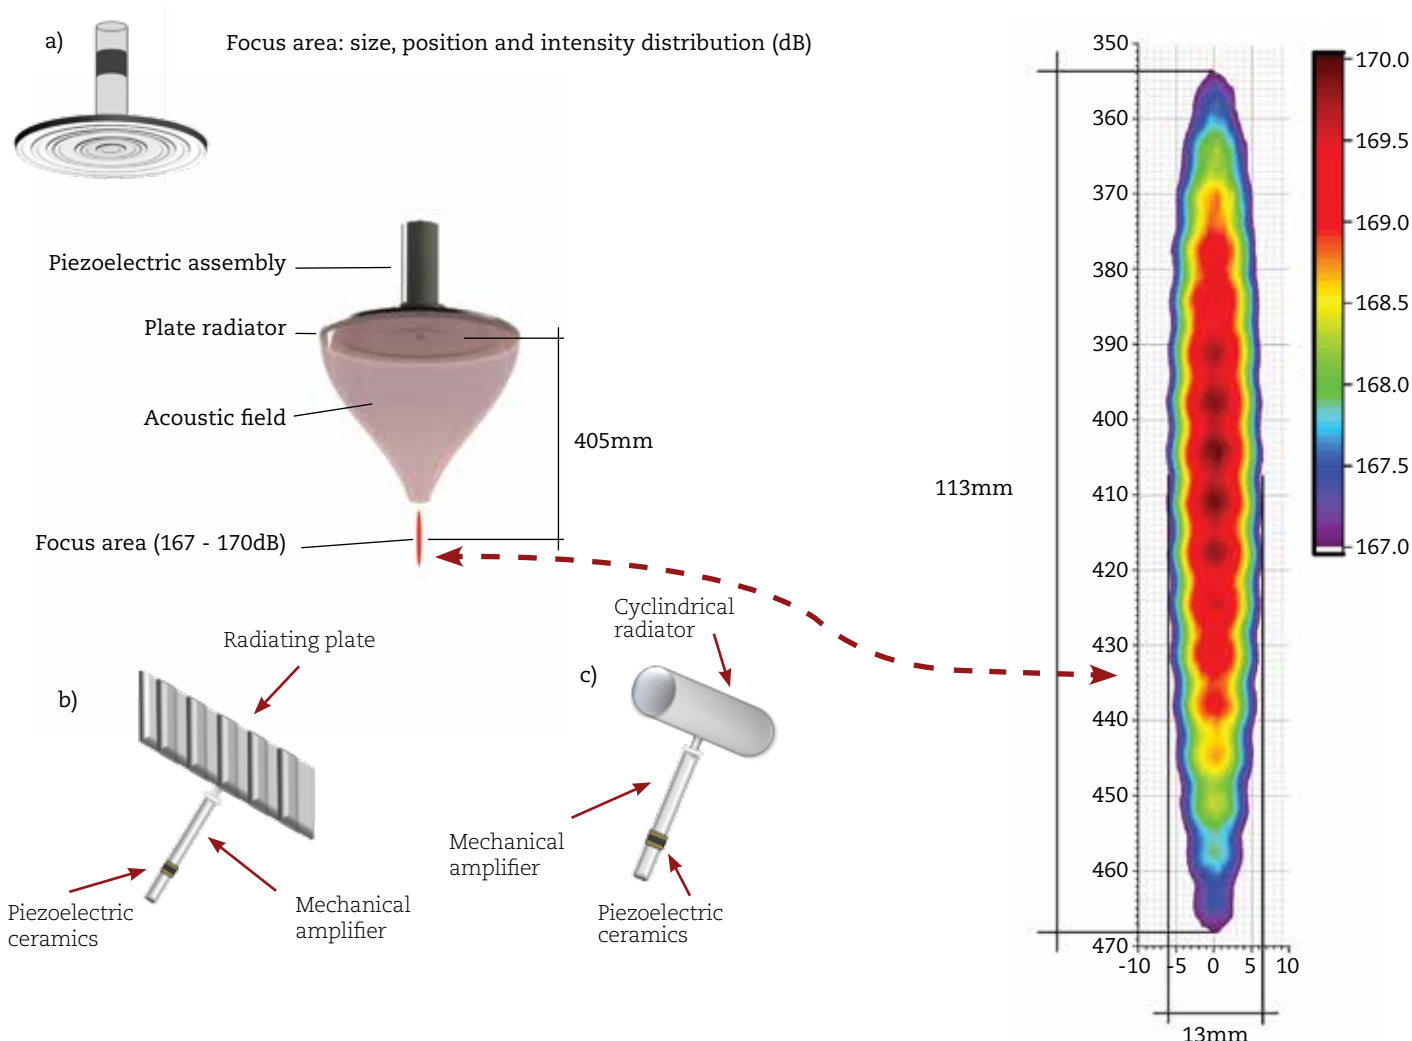 a)
Focus area: size, position and intensity distribution (dB)
Piezoelectric assembly
Plate radiator
Acoustic field
405mm
Focus area (167 - 170dB)
b)
Radiating plate
Piezoelectric
ceramics
Mechanical
amplifier
c)
Cyclindrical
radiator
Mechanical
amplifier
Piezoelectric
ceramics
113mm
350
360
370
380
390
400
410
420
430
440
450
460
470
-10 -5 0 5 10
13mm
170.0
169.5
169.0
168.5
168.0
167.5
167.0